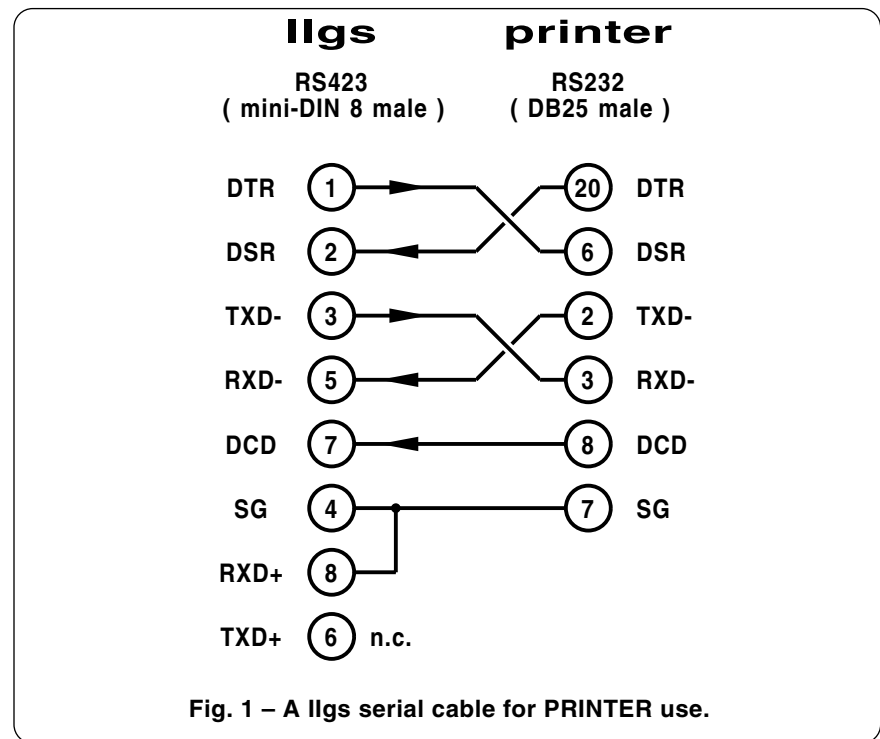 IIgs printer
RS423 RS232
( mini-DIN 8 male ) ( DB25 male )
DTR 1 20 DTR
DSR 2 6 DSR
TXD- 3 2 TXD-
RXD- 5 3 RXD-
DCD 7 8 DCD
SG 4 7 SG
RXD+ 8
TXD+ 6 n.c.
Fig. 1 – A IIgs serial cable for PRINTER use.